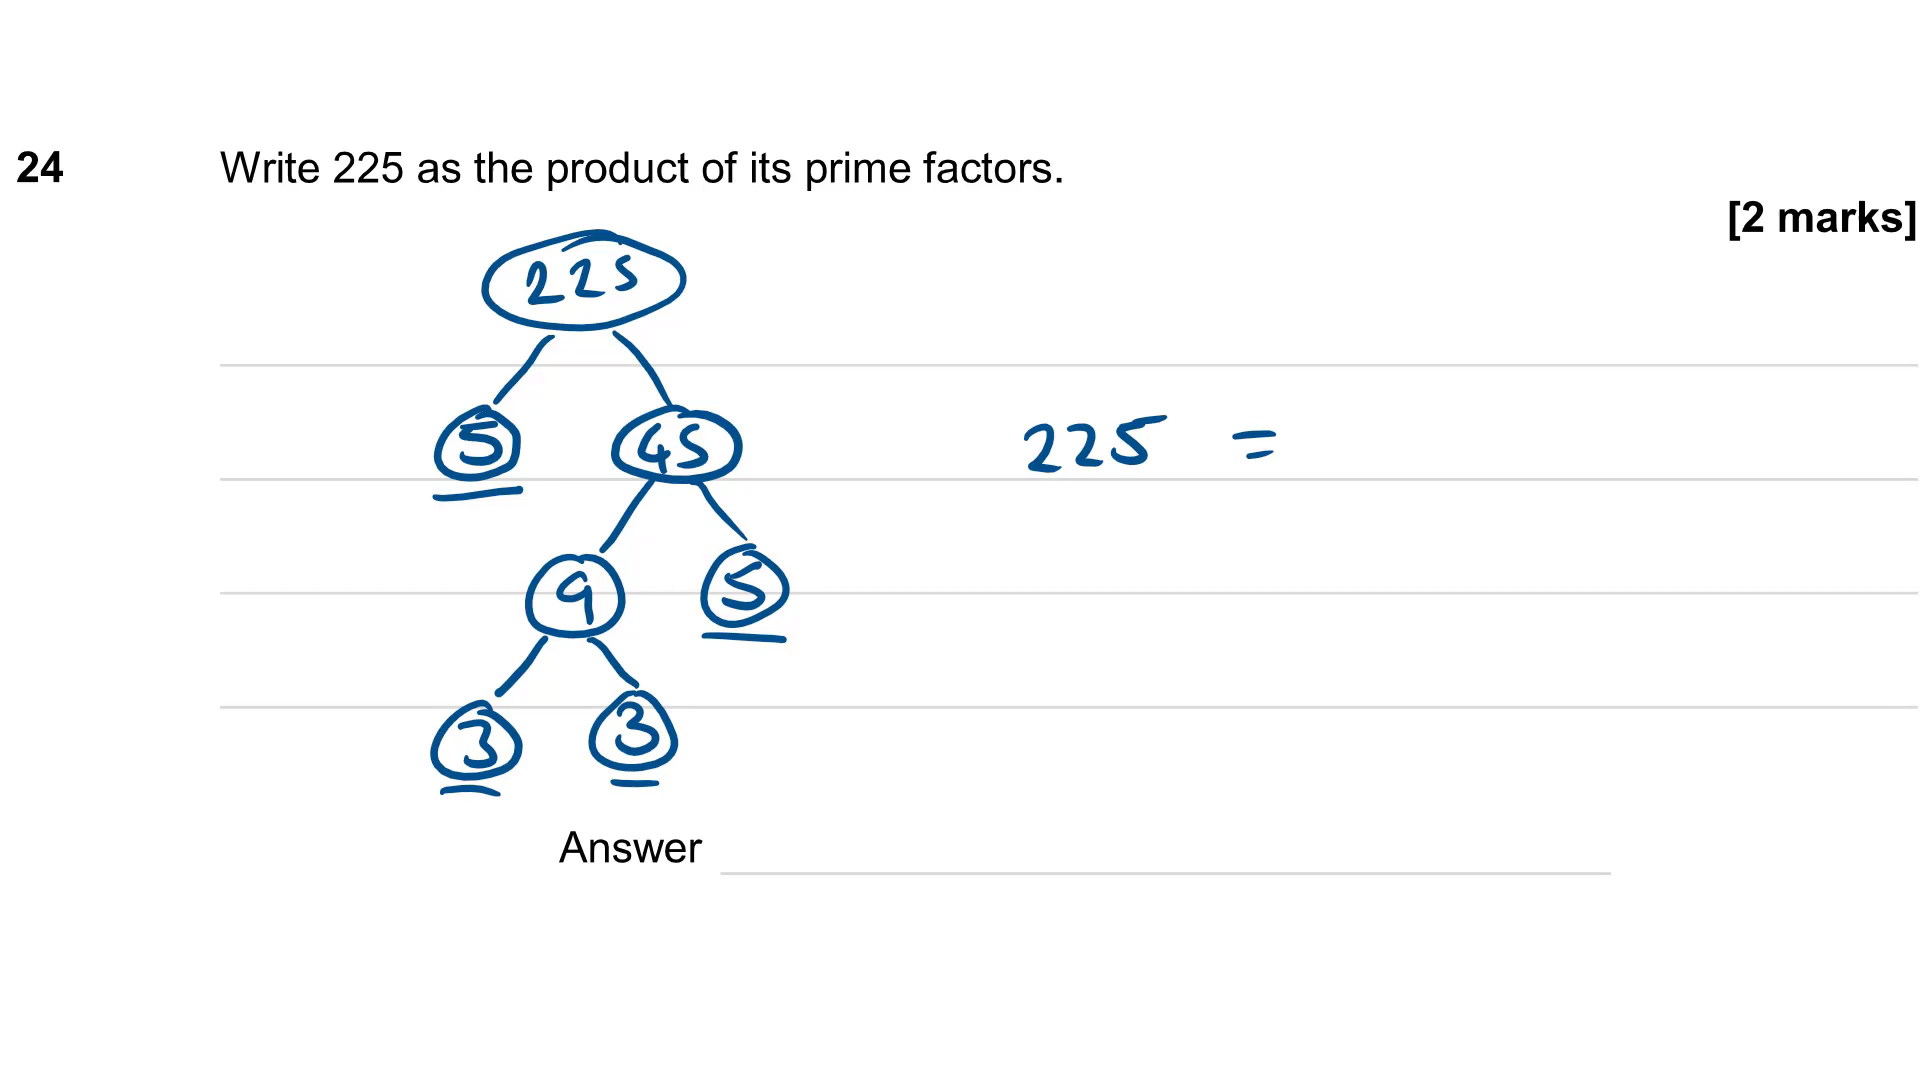 24 Write 225 as the product of its prime factors.
[2 marks]
225
5 45
225 =
9 5
3 3
Answer